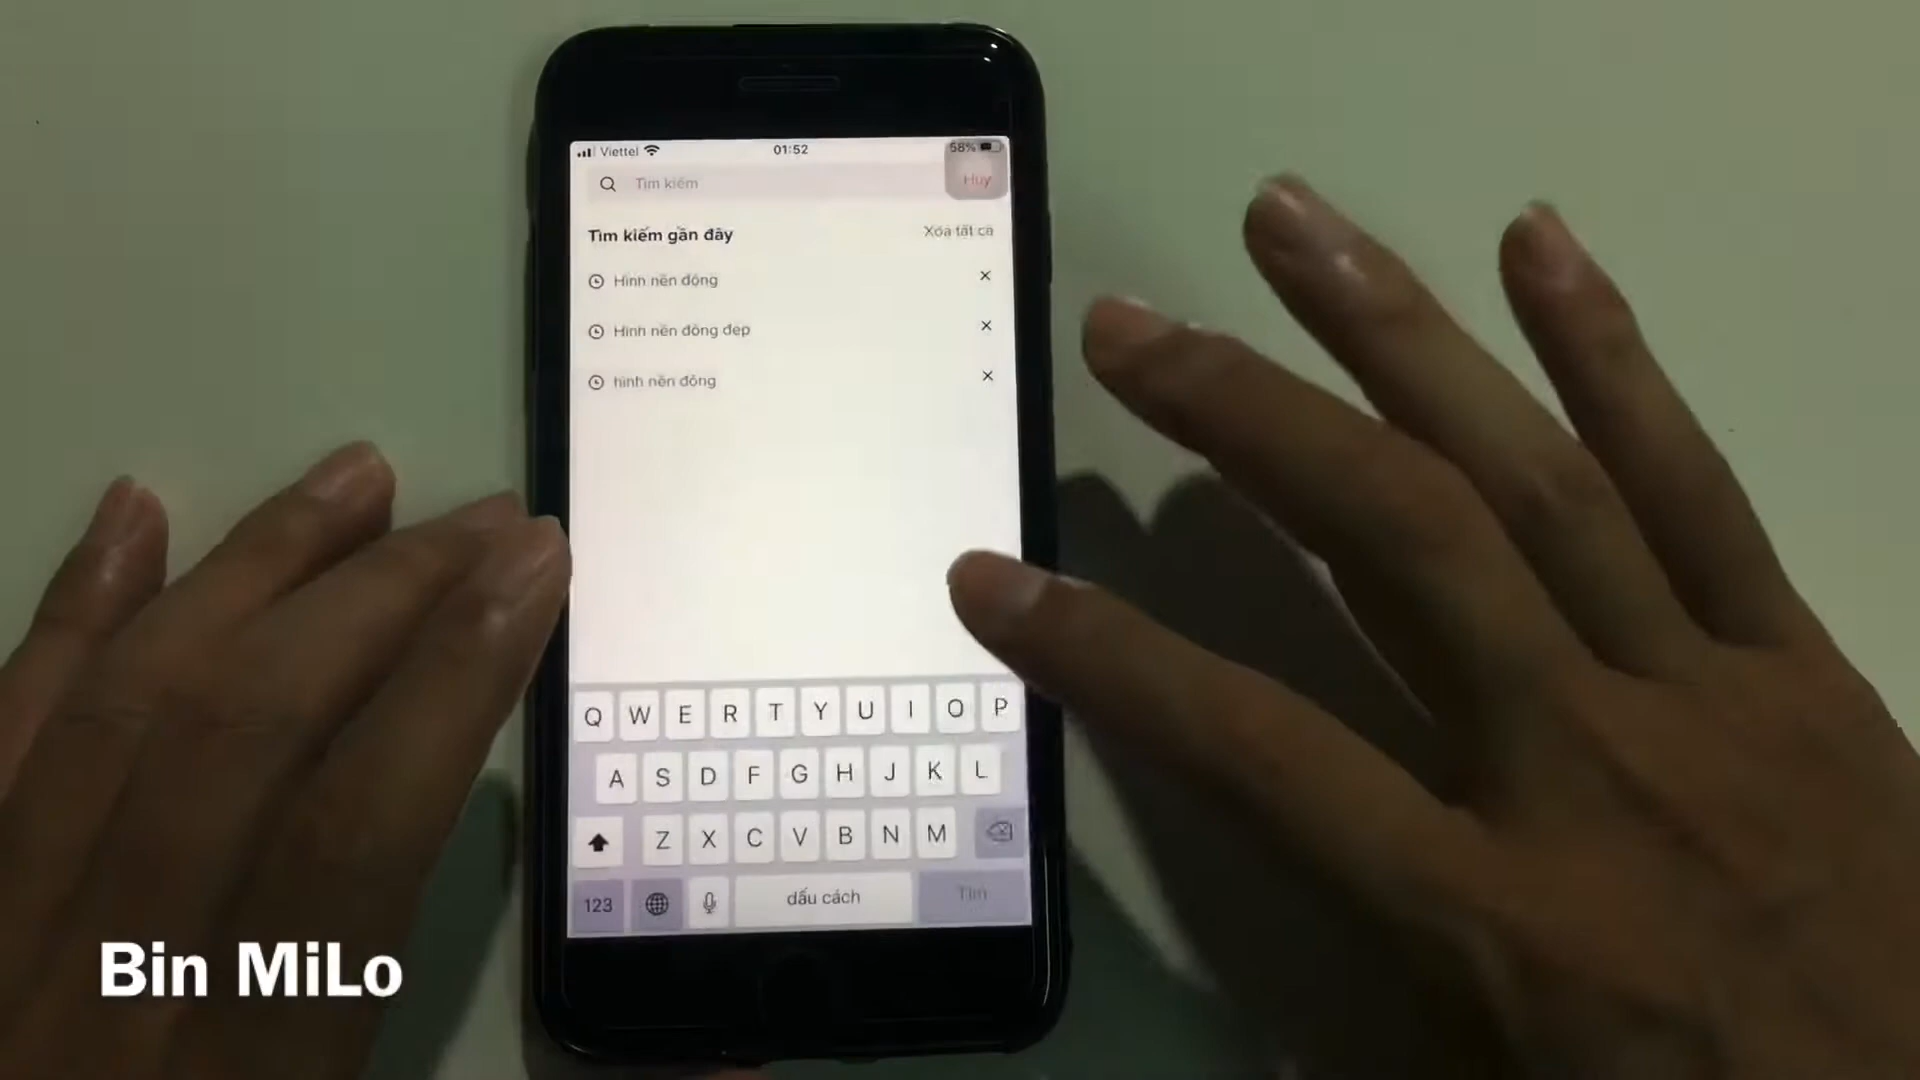 Viettel 01:52 58%
Tìm kiếm Hủy
Tìm kiếm gần đây Xóa tất cả
Hình nền động
Hình nền động đẹp
hình nền động
Q W E R T Y U I O P
A S D F G H J K L
Z X C V B N M
123 dấu cách Tìm
Bin MiLo